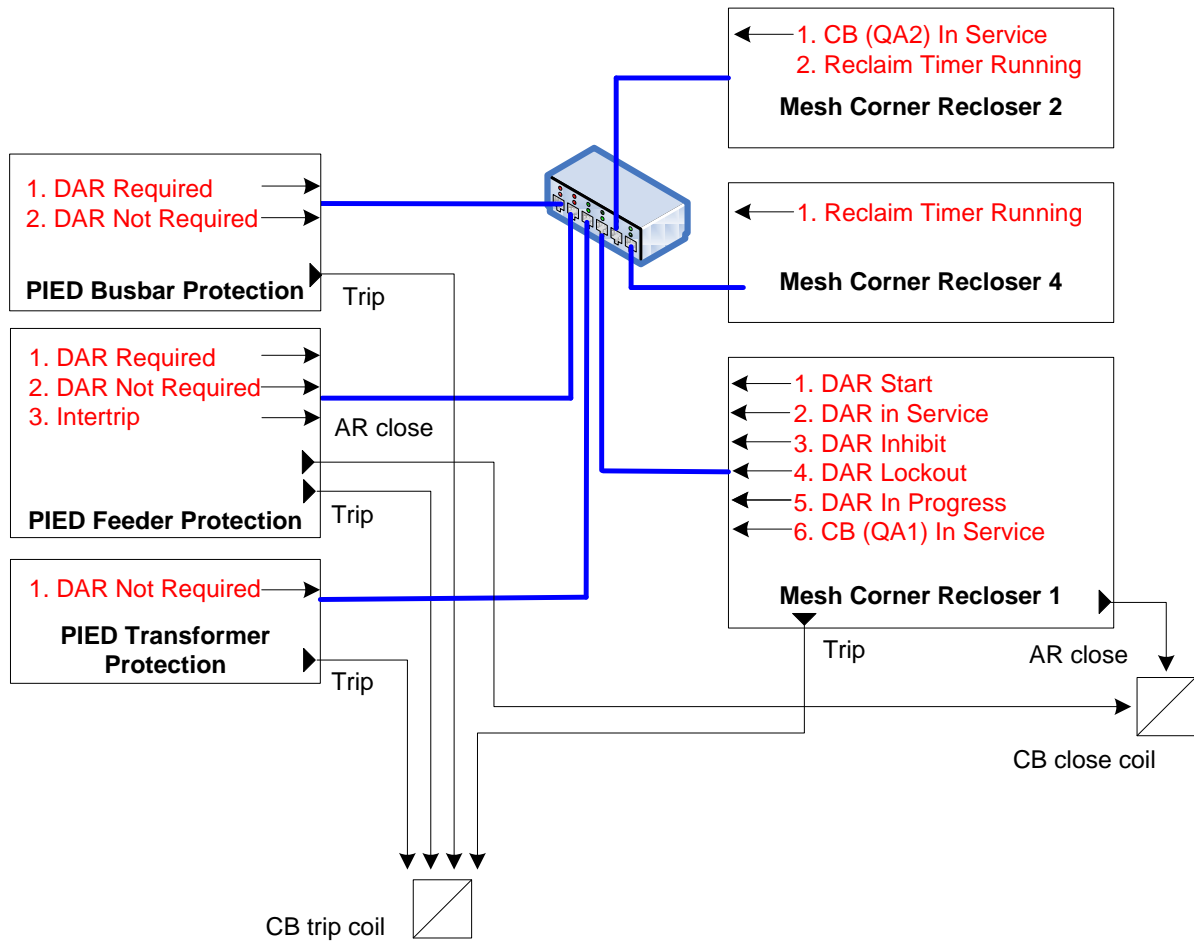 1. CB (QA2) In Service
2. Reclaim Timer Running
Mesh Corner Recloser 2
1. DAR Required
2. DAR Not Required
PIED Busbar Protection
Trip
1. Reclaim Timer Running
Mesh Corner Recloser 4
1. DAR Required
2. DAR Not Required
3. Intertrip
AR close
PIED Feeder Protection
Trip
1. DAR Start
2. DAR in Service
3. DAR Inhibit
4. DAR Lockout
5. DAR In Progress
6. CB (QA1) In Service
Mesh Corner Recloser 1
Trip
AR close
1. DAR Not Required
PIED Transformer
Protection
Trip
CB close coil
CB trip coil